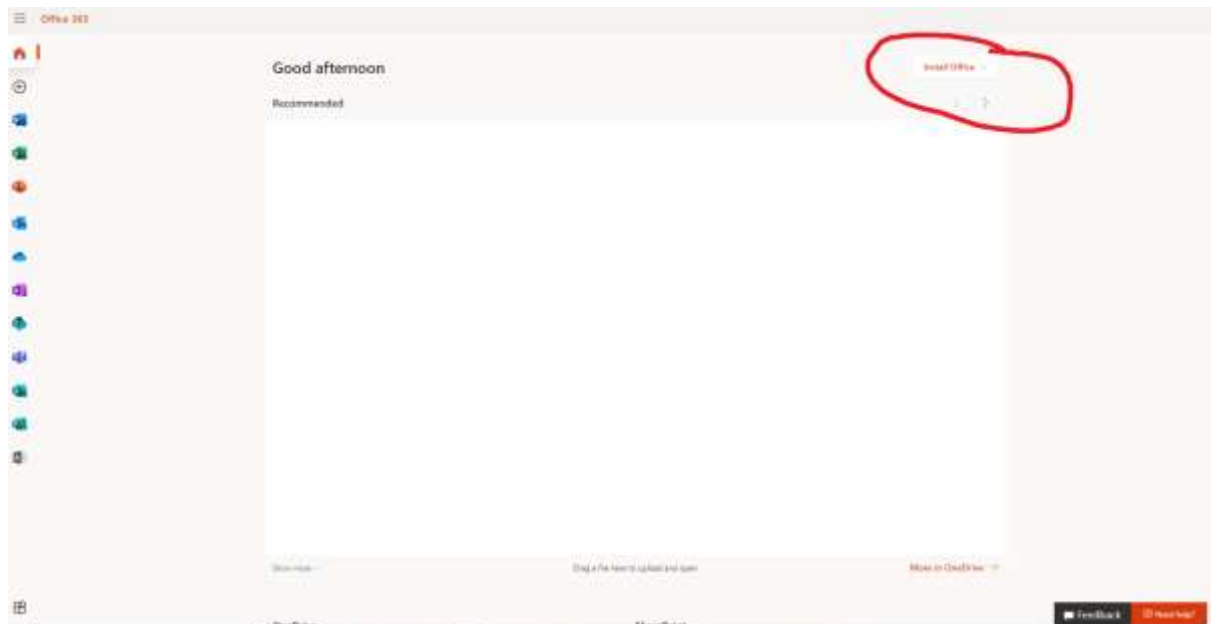 Office 365
Good afternoon
Install Office
Recommended
Show more
Drag a file here to upload and open
More in OneDrive
Feedback
Need help?